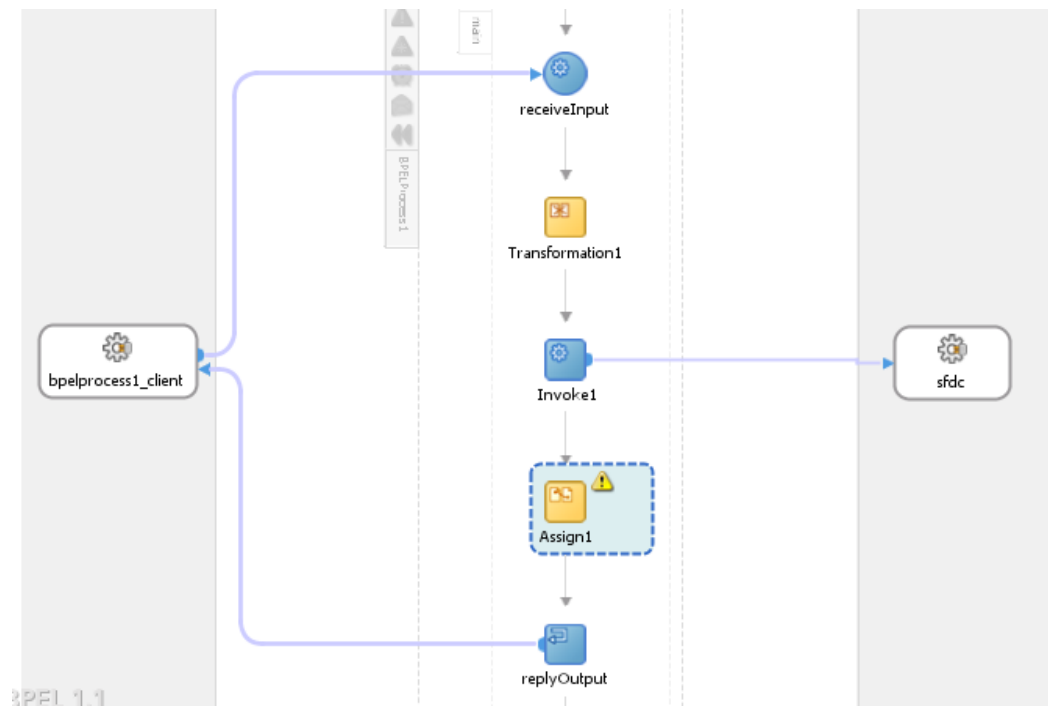 main
receiveInput
BPELProcess1
Transformation1
bpelprocess1_client
Invoke1
sfdc
Assign1
replyOutput
BPEL 1.1